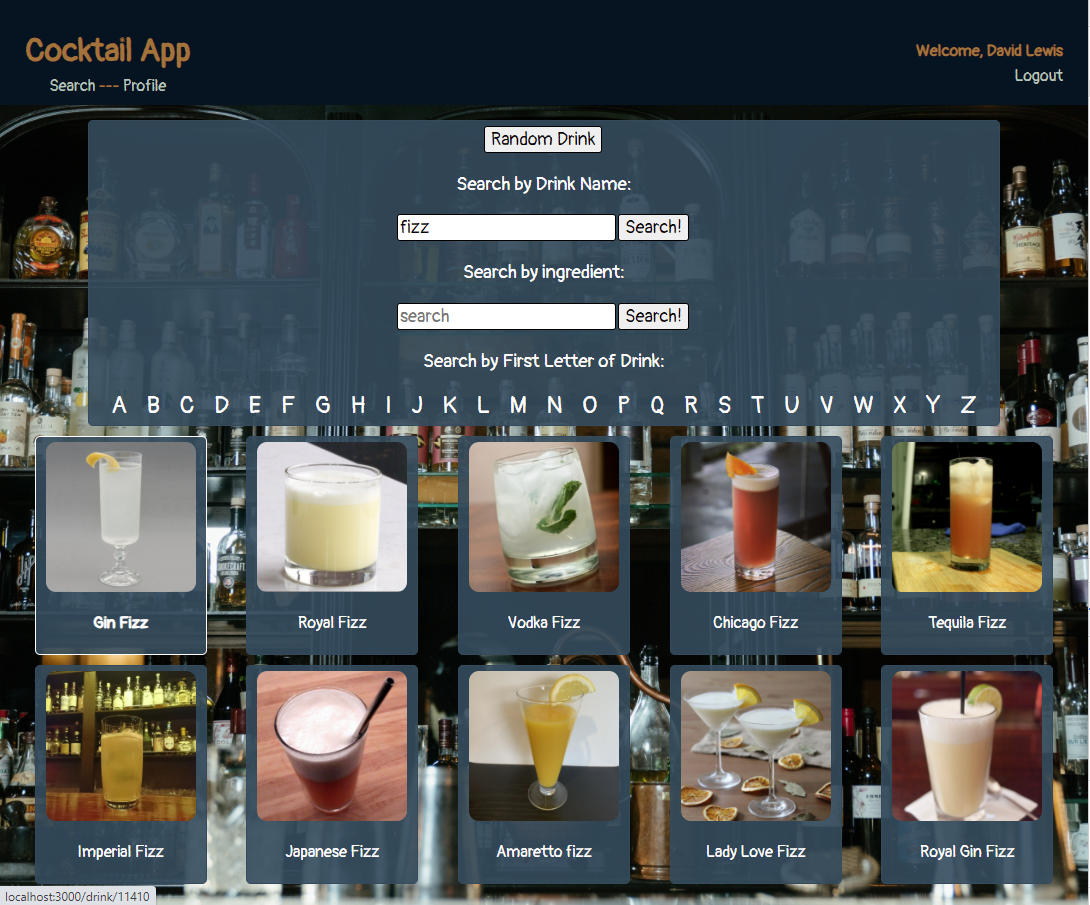 Cocktail App
Welcome, David Lewis
Search --- Profile
Logout
Random Drink
Search by Drink Name:
fizz Search!
Search by ingredient:
search Search!
Search by First Letter of Drink:
A B C D E F G H I J K L M N O P Q R S T U V W X Y Z
Gin Fizz Royal Fizz Vodka Fizz Chicago Fizz Tequila Fizz
Imperial Fizz Japanese Fizz Amaretto fizz Lady Love Fizz Royal Gin Fizz
localhost:3000/drink/11410